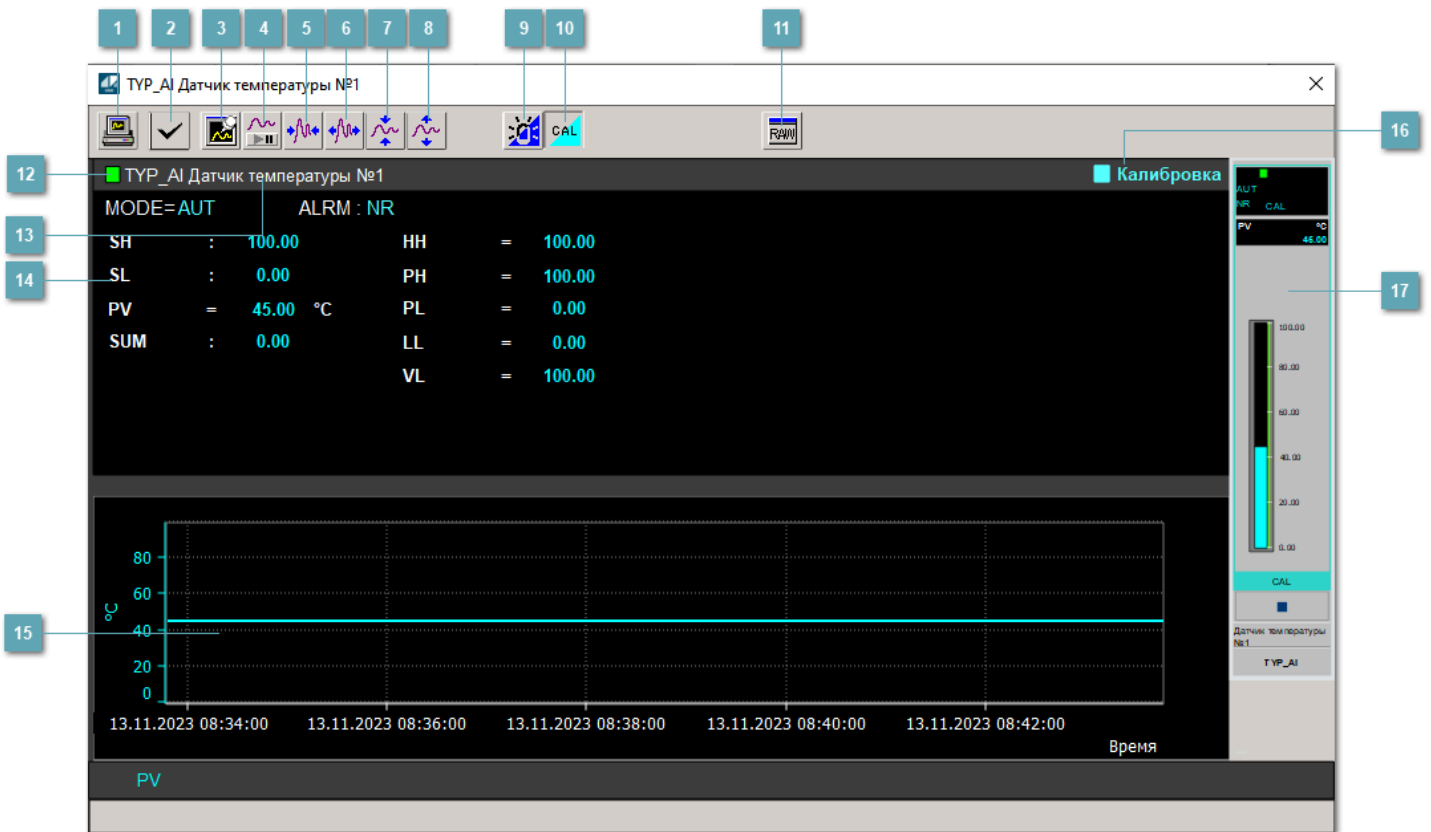 1 2 3 4 5 6 7 8 9 10 11
TYP_AI Датчик температуры №1
CAL RAW
16
12 TYP_AI Датчик температуры №1 Калибровка
MODE=AUT ALRM : NR
13
SH : 100.00 HH = 100.00
14 SL : 0.00 PH = 100.00
PV = 45.00 °C PL = 0.00
SUM : 0.00 LL = 0.00
VL = 100.00
AUT
NR CAL
PV °C
45.00
17
100.00
80.00
60.00
40.00
20.00
0.00
CAL
Датчик температуры
№1
TYP_AI
15
°C
80
60
40
20
0
13.11.2023 08:34:00 13.11.2023 08:36:00 13.11.2023 08:38:00 13.11.2023 08:40:00 13.11.2023 08:42:00
Время
PV